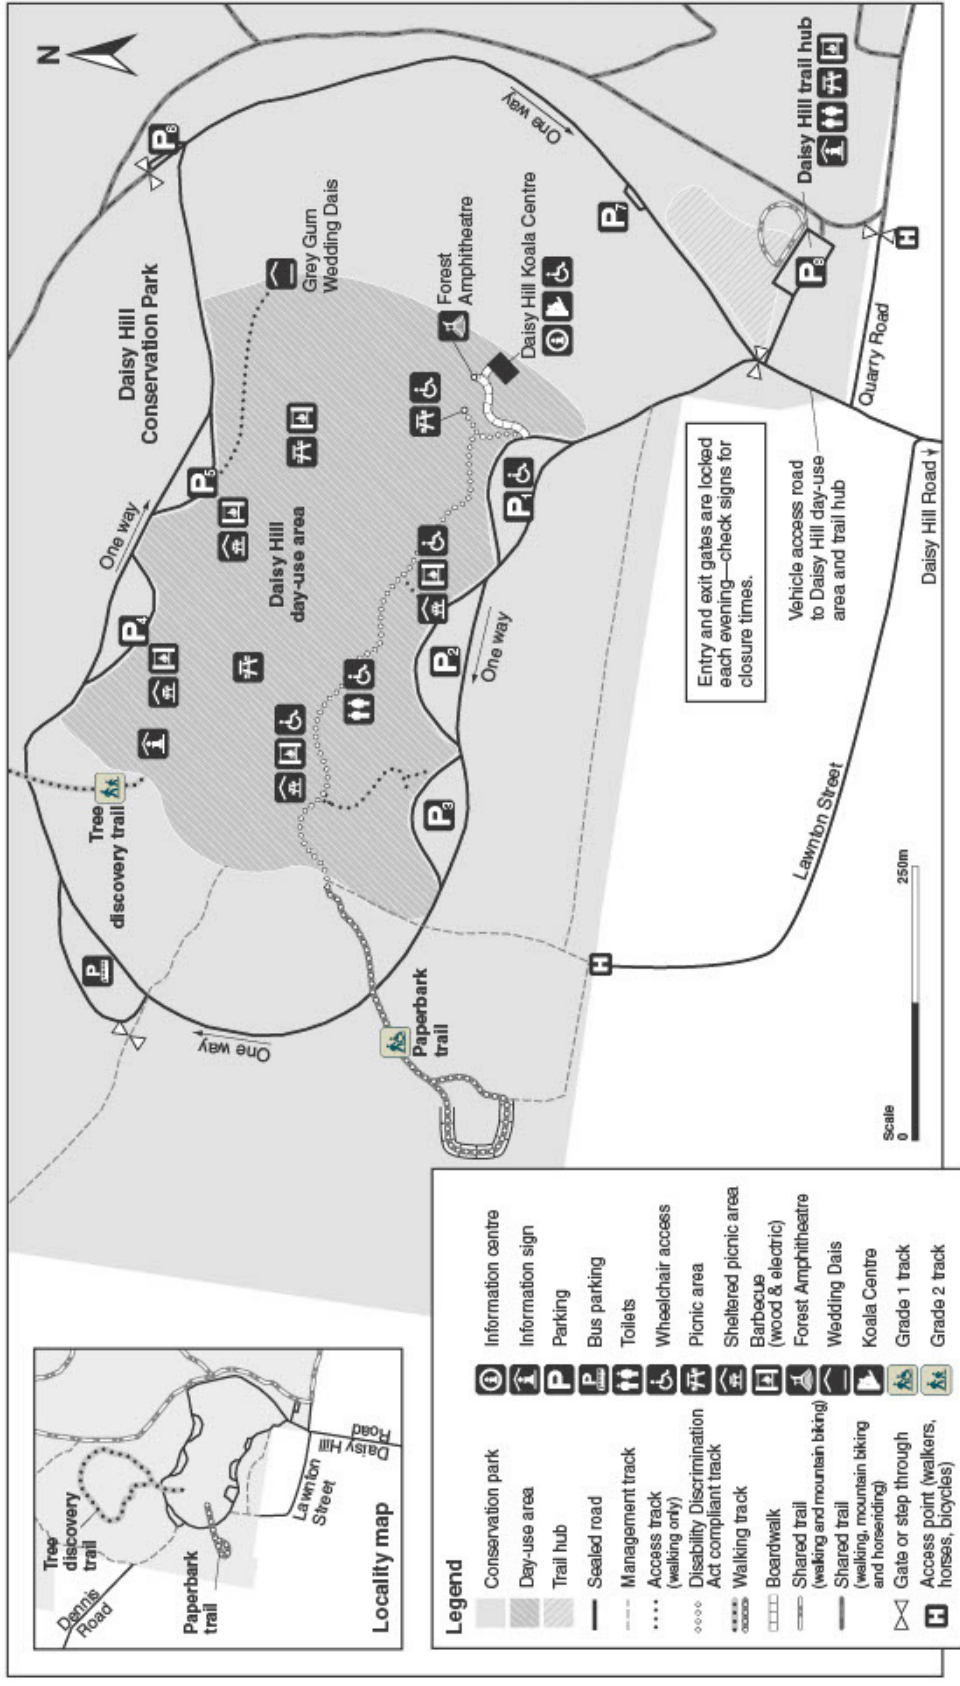 N
P6
Daisy Hill
Conservation Park
Grey Gum
Wedding Dais
One way
Daisy Hill trail hub
Forest
Amphitheatre
Daisy Hill Koala Centre
P7
P8
H
Quarry Road
One way
P5
P4
Daisy Hill
day-use area
P1
P2
One way
P3
Tree
discovery trail
P
One way
Paperbark
trail
H
Entry and exit gates are locked
each evening—check signs for
closure times.
Vehicle access road
to Daisy Hill day-use
area and trail hub
Daisy Hill Road
Lawnton Street
Scale
0
250m
Tree
discovery
trail
Dennis
Road
Paperbark
trail
Lawnton
Street
Daisy Hill
Road
Locality map
Legend
Conservation park
Day-use area
Trail hub
Sealed road
Management track
Access track
(walking only)
Disability Discrimination
Act compliant track
Walking track
Boardwalk
Shared trail
(walking and mountain biking)
Shared trail
(walking, mountain biking
and horseriding)
Gate or step through
H
Access point (walkers,
horses, bicycles)
Information centre
Information sign
P
Parking
P
Bus parking
Toilets
Wheelchair access
Picnic area
Sheltered picnic area
Barbecue
(wood & electric)
Forest Amphitheatre
Wedding Dais
Koala Centre
Grade 1 track
Grade 2 track